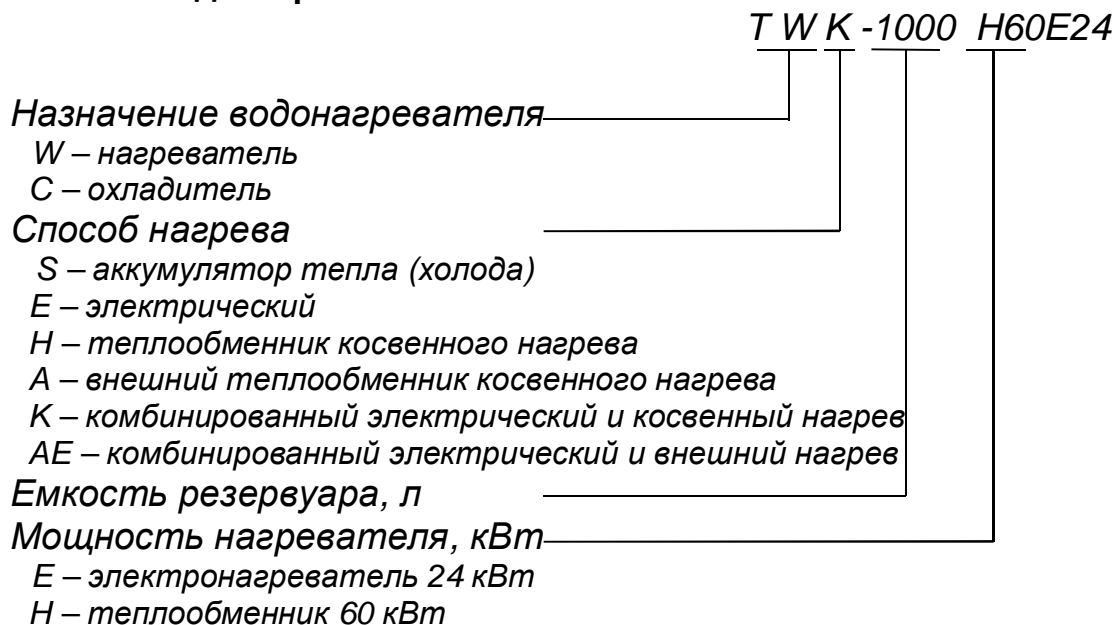 T W K -1000 H60E24
Назначение водонагревателя
W – нагреватель
C – охладитель
Способ нагрева
S – аккумулятор тепла (холода)
E – электрический
H – теплообменник косвенного нагрева
A – внешний теплообменник косвенного нагрева
K – комбинированный электрический и косвенный нагрев
AE – комбинированный электрический и внешний нагрев
Емкость резервуара, л
Мощность нагревателя, кВт
E – электронагреватель 24 кВт
H – теплообменник 60 кВт